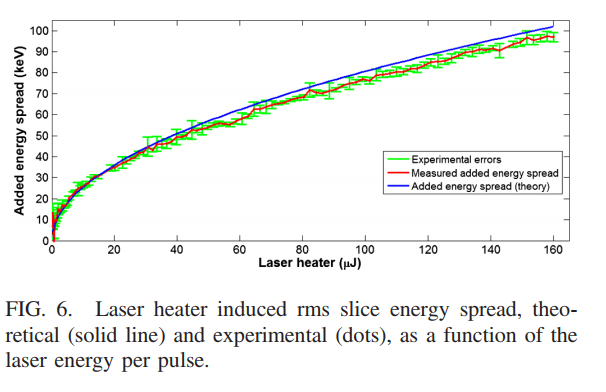 100
90
80
70
60
50
40
30
20
10
0
Added energy spread (keV)
Experimental errors
Measured added energy spread
Added energy spread (theory)
0 20 40 60 80 100 120 140 160
Laser heater (μJ)
FIG. 6. Laser heater induced rms slice energy spread, theo-
retical (solid line) and experimental (dots), as a function of the
laser energy per pulse.